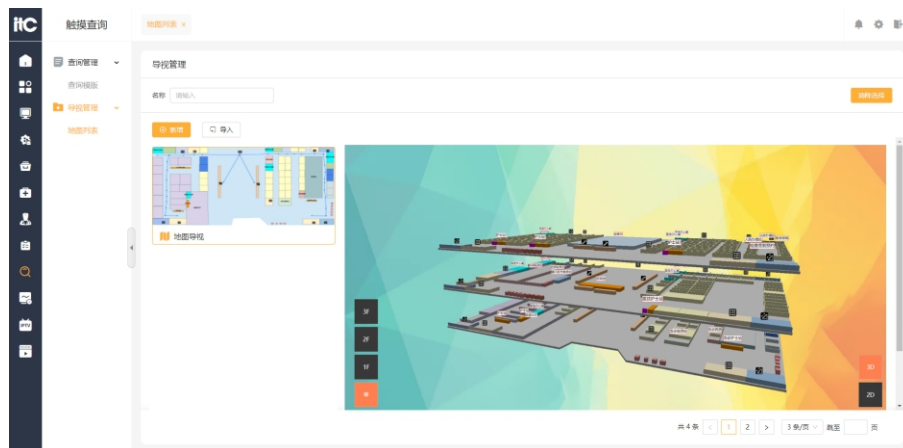 itc
触摸查询
地图列表 ×
查询管理
查询模版
导视管理
地图列表
导视管理
名称 请输入
清除选择
新增
导入
地图导视
3F
2F
1F
3D
2D
IPTV
共 4 条 < 1 2 > 3 条/页 跳至 页